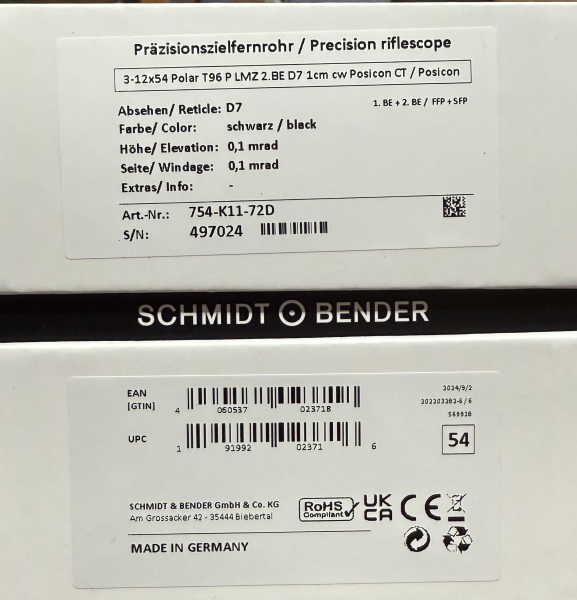 Präzisionszielfernrohr / Precision riflescope
3-12x54 Polar T96 P LMZ 2.BE D7 1cm cw Posicon CT / Posicon
Absehen/ Reticle: D7
1. BE + 2. BE / FFP + SFP
Farbe/ Color: schwarz / black
Höhe/ Elevation: 0,1 mrad
Seite/ Windage: 0,1 mrad
Extras/ Info: -
Art.-Nr.: 754-K11-72D
S/N: 497024
SCHMIDT BENDER
EAN
[GTIN]
4 060537 023718
2024/9/2
202203282-6 / 6
569928
UPC
1 91992 02371 6
54
SCHMIDT & BENDER GmbH & Co. KG
Am Grossacker 42 - 35444 Biebertal
RoHS
Compliant
UK
CA
CE
MADE IN GERMANY